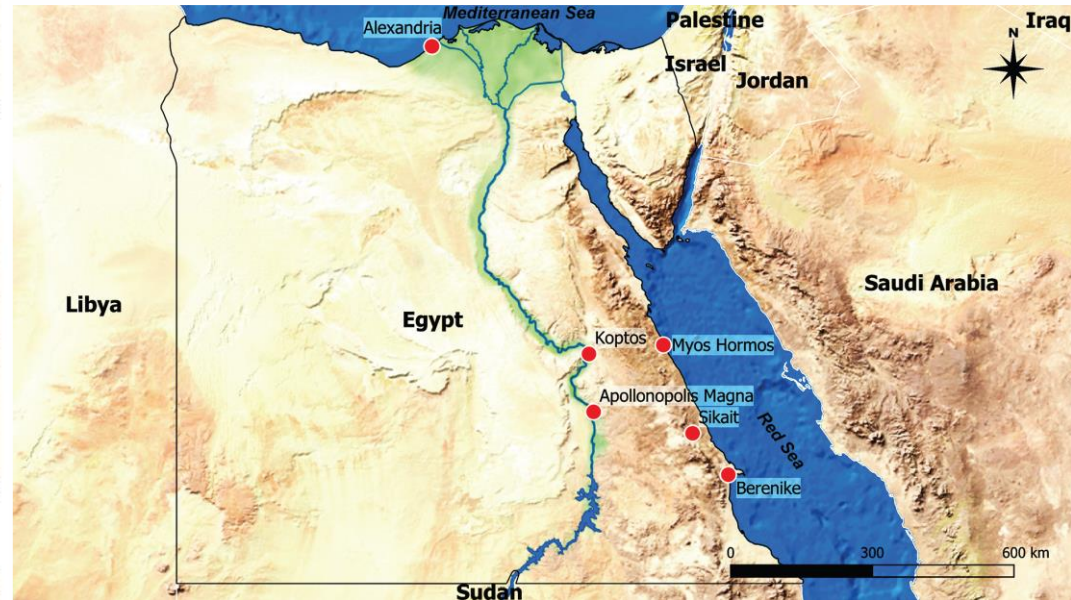 Mediterranean Sea
Alexandria
Palestine
Iraq
N
Israel
Jordan
Saudi Arabia
Libya
Egypt
Koptos
Myos Hormos
Apollonopolis Magna
Sikait
Red Sea
Berenike
0 300 600 km
Sudan